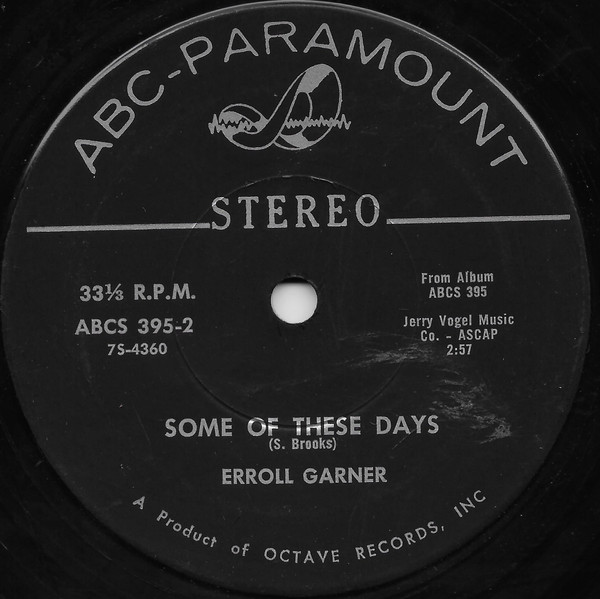 ABC-PARAMOUNT
STEREO
33⅓ R.P.M.
ABCS 395-2
7S-4360
From Album
ABCS 395
Jerry Vogel Music
Co. - ASCAP
2:57
SOME OF THESE DAYS
(S. Brooks)
ERROLL GARNER
A Product of OCTAVE RECORDS, INC